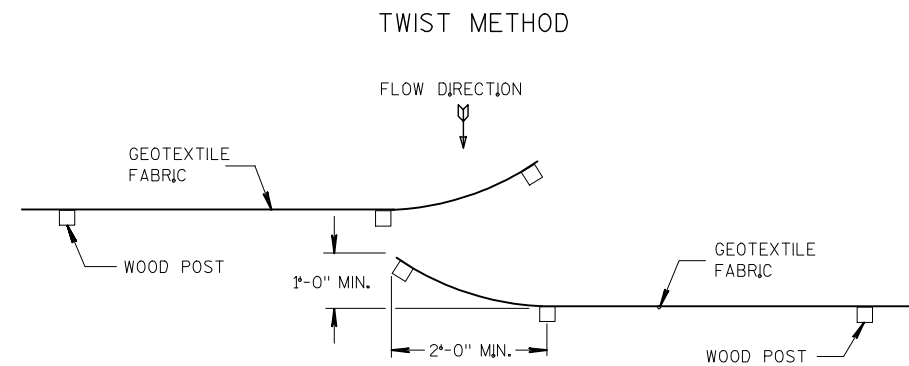 TWIST METHOD
FLOW DIRECTION
GEOTEXTILE
FABRIC
WOOD POST
1'-0" MIN.
GEOTEXTILE
FABRIC
2'-0" MIN.
WOOD POST